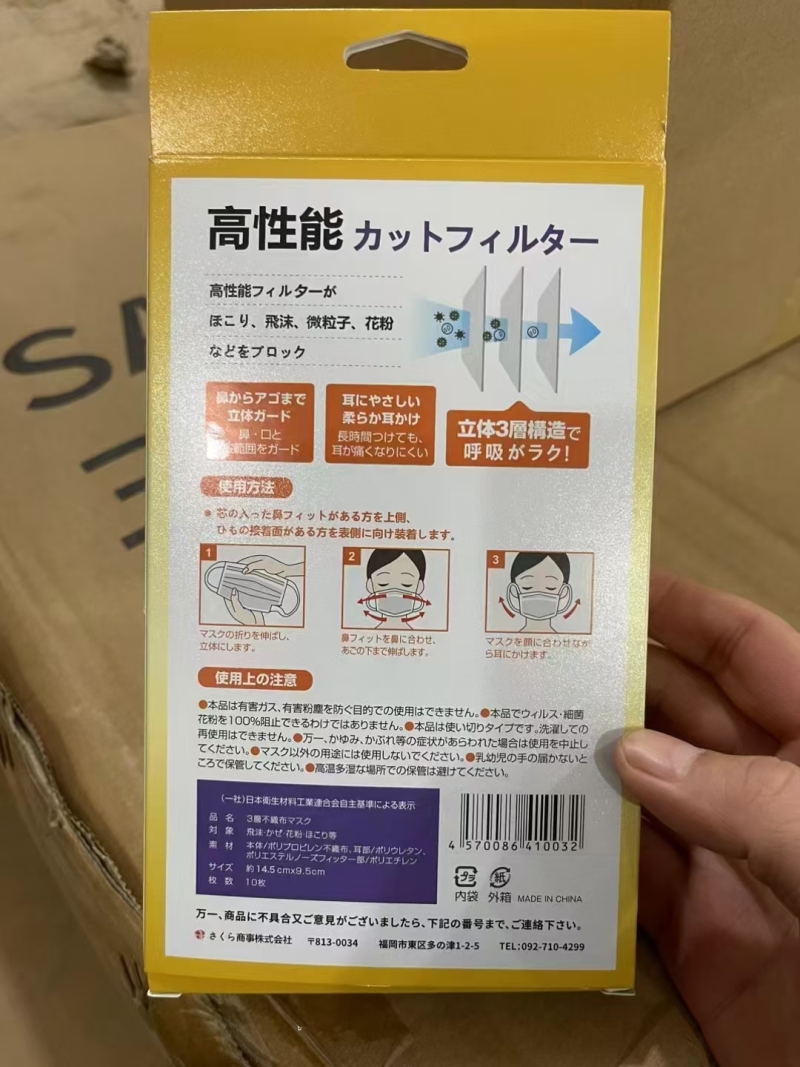 高性能 カットフィルター
高性能フィルターが
ほこり、飛沫、微粒子、花粉
などをブロック
鼻からアゴまで
立体ガード
鼻・口と
範囲をガード
耳にやさしい
柔らか耳かけ
長時間つけても、
耳が痛くなりにくい
立体3層構造で
呼吸がラク!
使用方法
●芯の入った鼻フィットがある方を上側、
ひもの接着面がある方を表側に向け装着します。
1
マスクの折りを伸ばし、
立体にします。
2
鼻フィットを鼻に合わせ、
あごの下まで伸ばします。
3
マスクを顔に合わせなが
ら耳にかけます。
使用上の注意
●本品は有害ガス、有害粉塵を防ぐ目的での使用はできません。●本品でウィルス・細菌
花粉を100%阻止できるわけではありません。●本品は使い切りタイプです。洗濯しての
再使用はできません。●万一、かゆみ、かぶれ等の症状があらわれた場合は使用を中止し
てください。●マスク以外の用途には使用しないでください。●乳幼児の手の届かないと
ころで保管してください。●高温多湿な場所での保管は避けてください。
(一社)日本衛生材料工業連合会自主基準による表示
品 名 3層不織布マスク
対 象 飛沫・かぜ・花粉・ほこり等
素 材 本体/ポリプロピレン不織布、耳部/ポリウレタン、
ポリエステルノーズフィッター部/ポリエチレン
サイズ 約14.5cm×9.5cm
枚 数 10枚
4 570086 410032
プラ 紙
内袋 外箱 MADE IN CHINA
万一、商品に不具合又ご意見がございましたら、下記の番号まで、ご連絡下さい。
さくら商事株式会社 〒813-0034 福岡市東区多の津1-2-5 TEL:092-710-4299